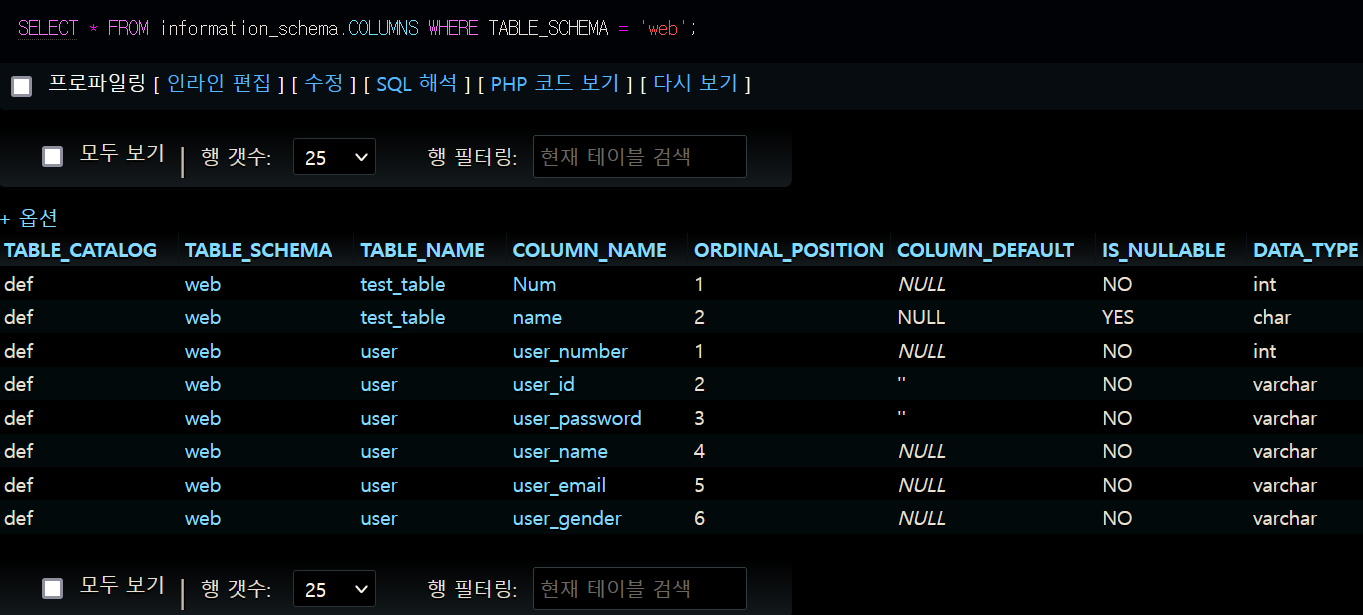 SELECT * FROM information_schema.COLUMNS WHERE TABLE_SCHEMA = 'web';
프로파일링 [ 인라인 편집 ] [ 수정 ] [ SQL 해석 ] [ PHP 코드 보기 ] [ 다시 보기 ]
모두 보기 | 행 갯수: 25 행 필터링: 현재 테이블 검색
+ 옵션
TABLE_CATALOG TABLE_SCHEMA TABLE_NAME COLUMN_NAME ORDINAL_POSITION COLUMN_DEFAULT IS_NULLABLE DATA_TYPE
def web test_table Num 1 NULL NO int
def web test_table name 2 NULL YES char
def web user user_number 1 NULL NO int
def web user user_id 2 '' NO varchar
def web user user_password 3 '' NO varchar
def web user user_name 4 NULL NO varchar
def web user user_email 5 NULL NO varchar
def web user user_gender 6 NULL NO varchar
모두 보기 | 행 갯수: 25 행 필터링: 현재 테이블 검색